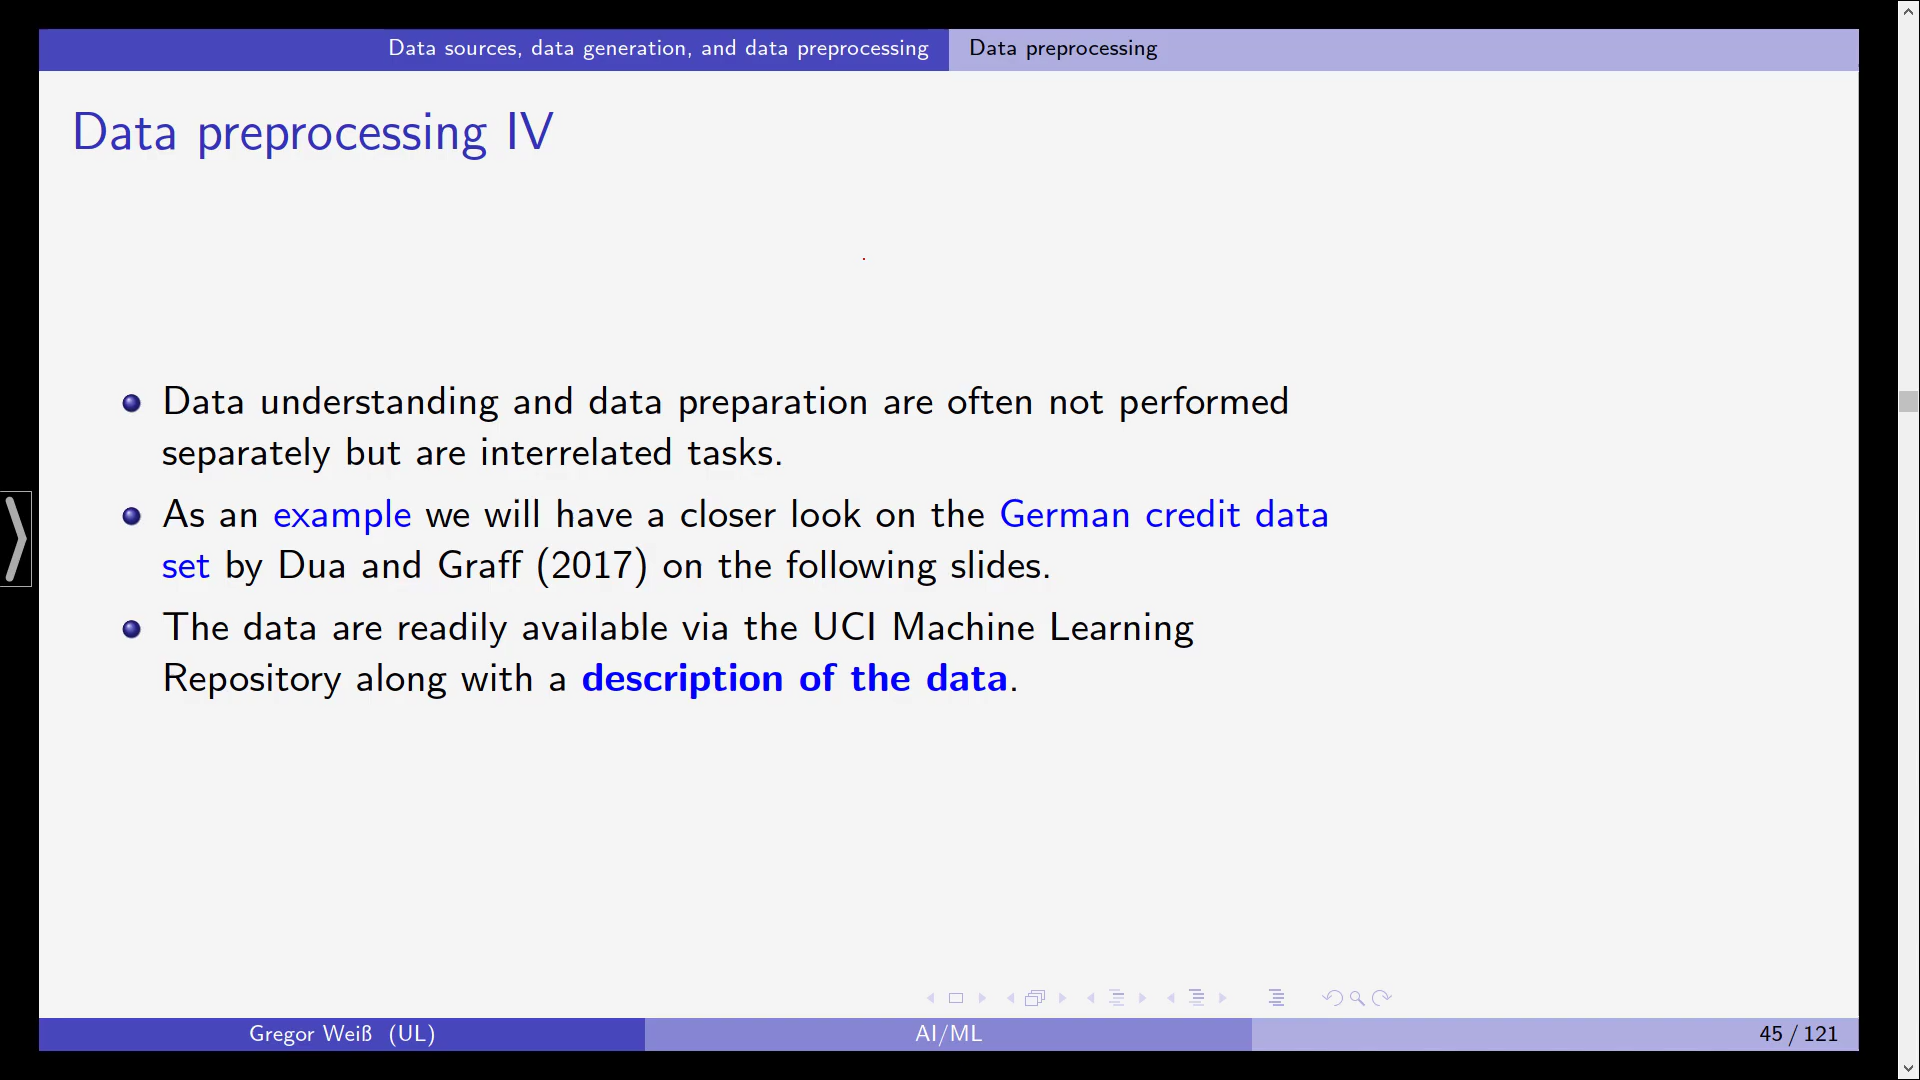 Data sources, data generation, and data preprocessing Data preprocessing
Data preprocessing IV
Data understanding and data preparation are often not performed
separately but are interrelated tasks.
As an example we will have a closer look on the German credit data
set by Dua and Graff (2017) on the following slides.
The data are readily available via the UCI Machine Learning
Repository along with a description of the data.
Gregor Weiß (UL) AI/ML 45 / 121